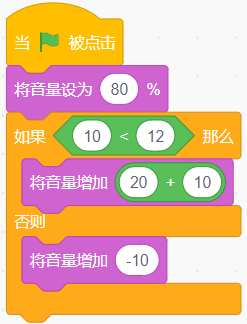 当 被点击
将音量设为 80 %
如果 10 < 12 那么
将音量增加 20 + 10
否则
将音量增加 -10